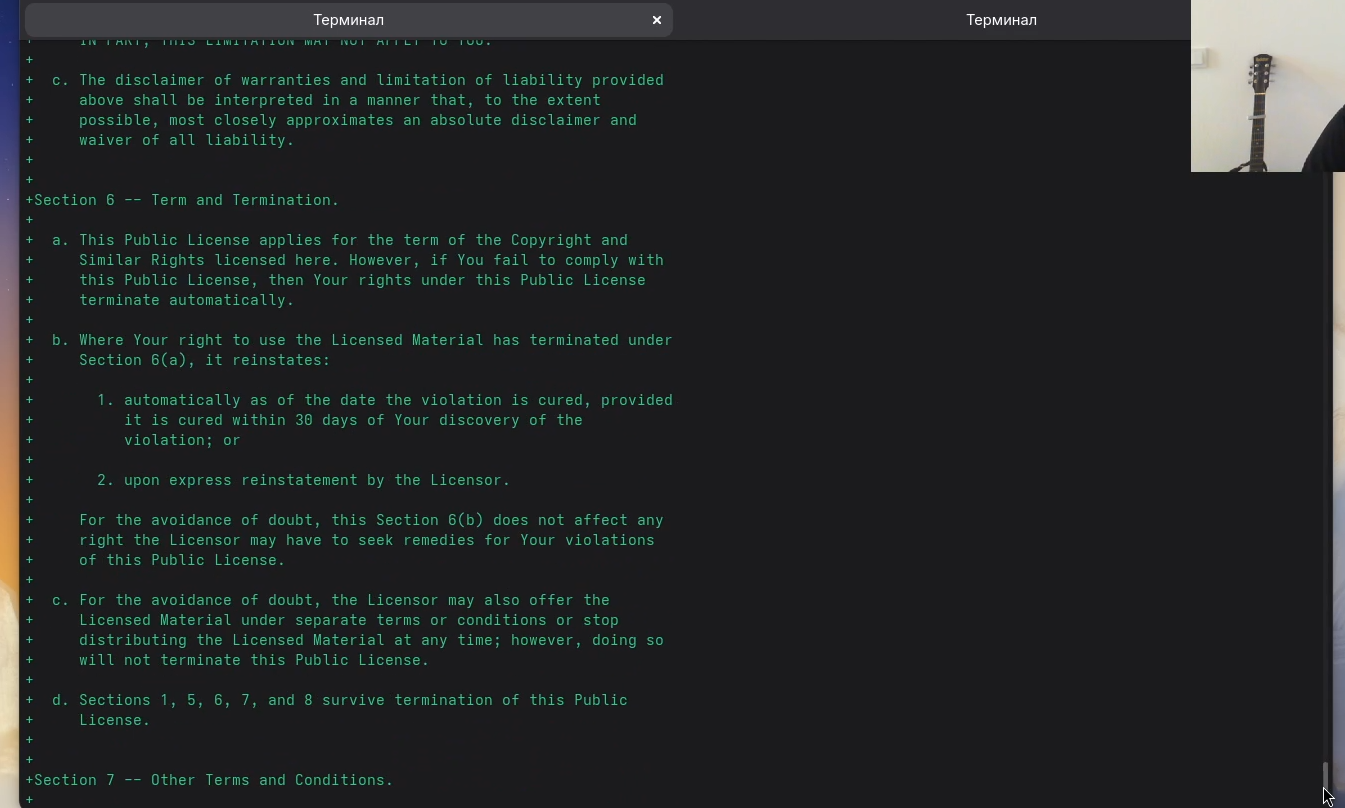 Терминал
Терминал
+     IN PART, THIS LIMITATION MAY NOT APPLY TO YOU.
+
+  c. The disclaimer of warranties and limitation of liability provided
+     above shall be interpreted in a manner that, to the extent
+     possible, most closely approximates an absolute disclaimer and
+     waiver of all liability.
+
+
+Section 6 -- Term and Termination.
+
+  a. This Public License applies for the term of the Copyright and
+     Similar Rights licensed here. However, if You fail to comply with
+     this Public License, then Your rights under this Public License
+     terminate automatically.
+
+  b. Where Your right to use the Licensed Material has terminated under
+     Section 6(a), it reinstates:
+
+       1. automatically as of the date the violation is cured, provided
+          it is cured within 30 days of Your discovery of the
+          violation; or
+
+       2. upon express reinstatement by the Licensor.
+
+     For the avoidance of doubt, this Section 6(b) does not affect any
+     right the Licensor may have to seek remedies for Your violations
+     of this Public License.
+
+  c. For the avoidance of doubt, the Licensor may also offer the
+     Licensed Material under separate terms or conditions or stop
+     distributing the Licensed Material at any time; however, doing so
+     will not terminate this Public License.
+
+  d. Sections 1, 5, 6, 7, and 8 survive termination of this Public
+     License.
+
+
+Section 7 -- Other Terms and Conditions.
+